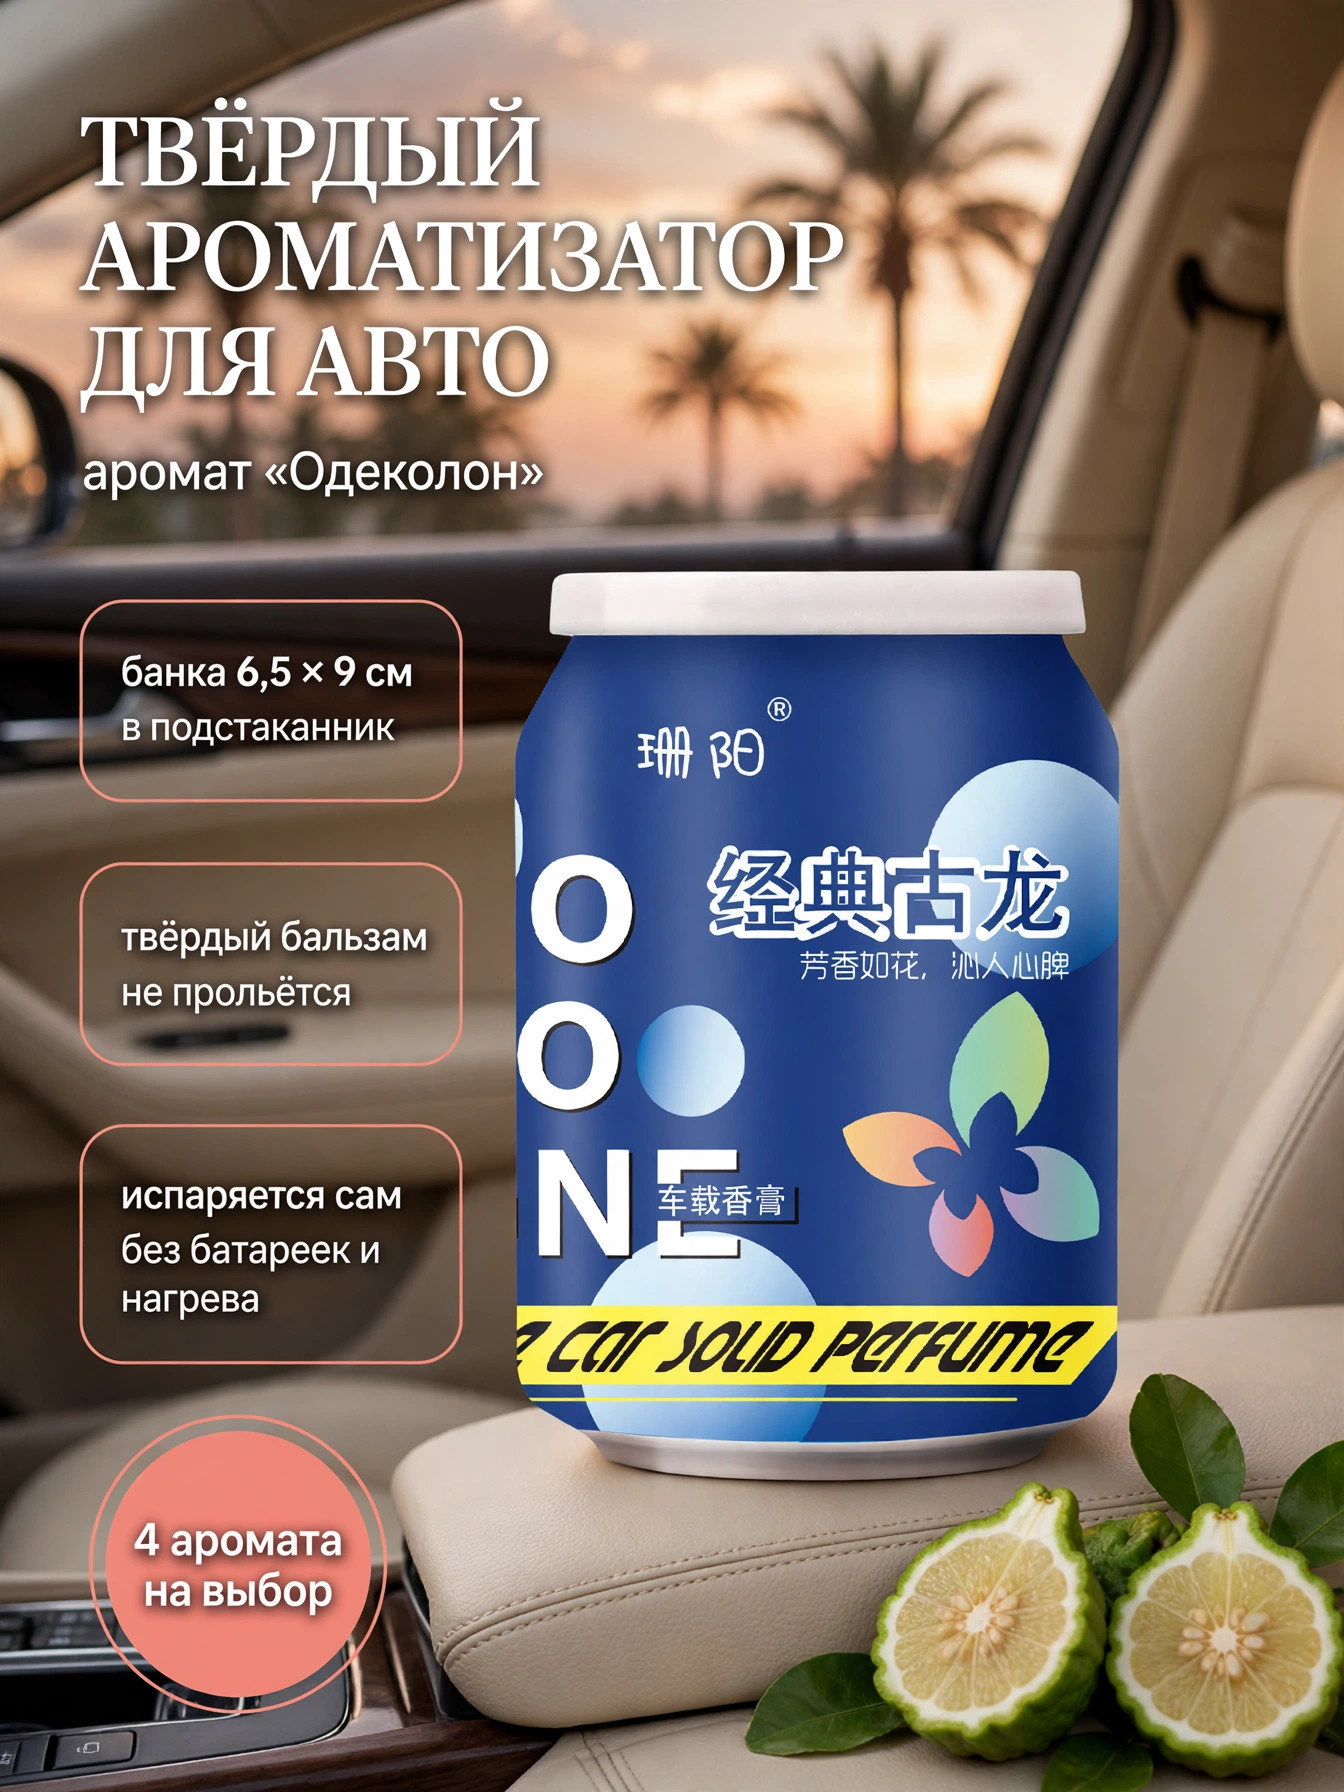 ТВЁРДЫЙ
АРОМАТИЗАТОР
ДЛЯ АВТО
аромат «Одеколон»
банка 6,5 × 9 см
в подстаканник
твёрдый бальзам
не прольётся
испаряется сам
без батареек и
нагрева
4 аромата
на выбор
珊阳®
经典古龙
芳香如花，沁人心脾
O
O
NE
车载香膏
CAR SOLID PERFUME